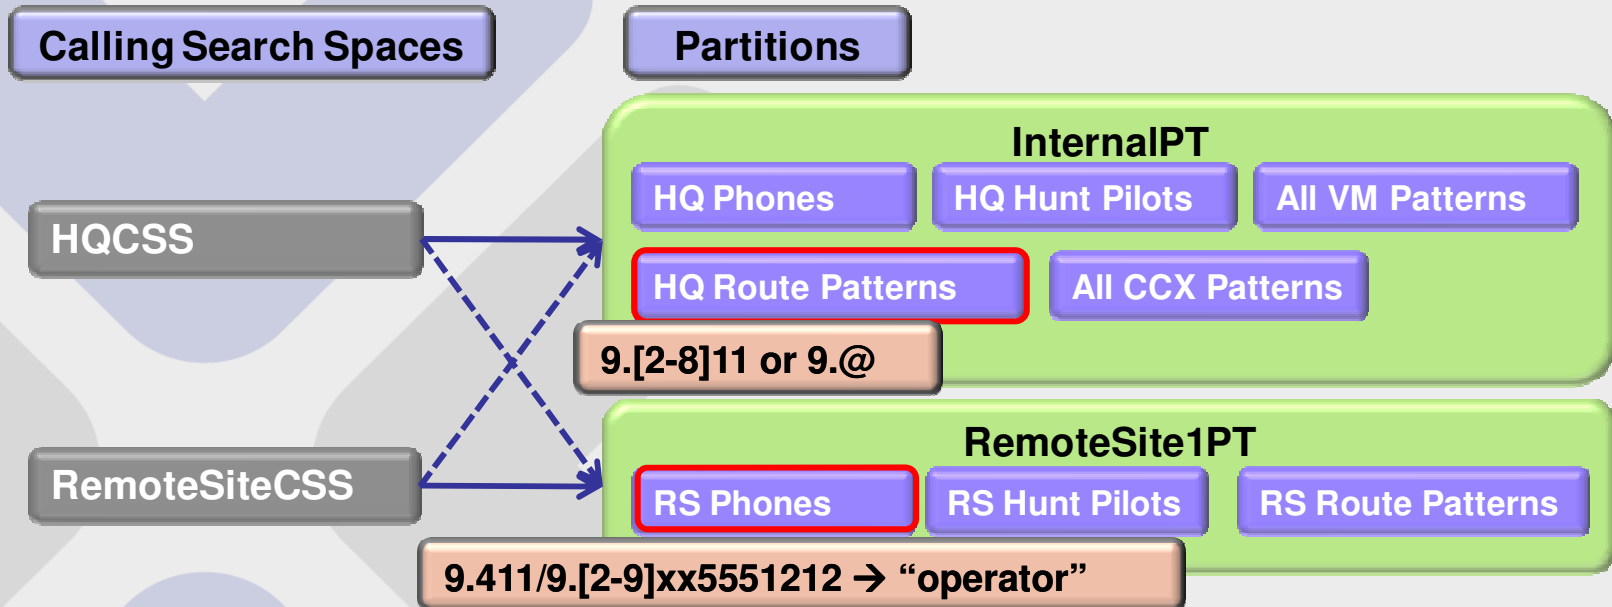 Calling Search Spaces
Partitions
InternalPT
HQ Phones
HQ Hunt Pilots
All VM Patterns
HQCSS
HQ Route Patterns
All CCX Patterns
9.[2-8]11 or 9.@
RemoteSite1PT
RemoteSiteCSS
RS Phones
RS Hunt Pilots
RS Route Patterns
9.411/9.[2-9]xx5551212 → “operator”